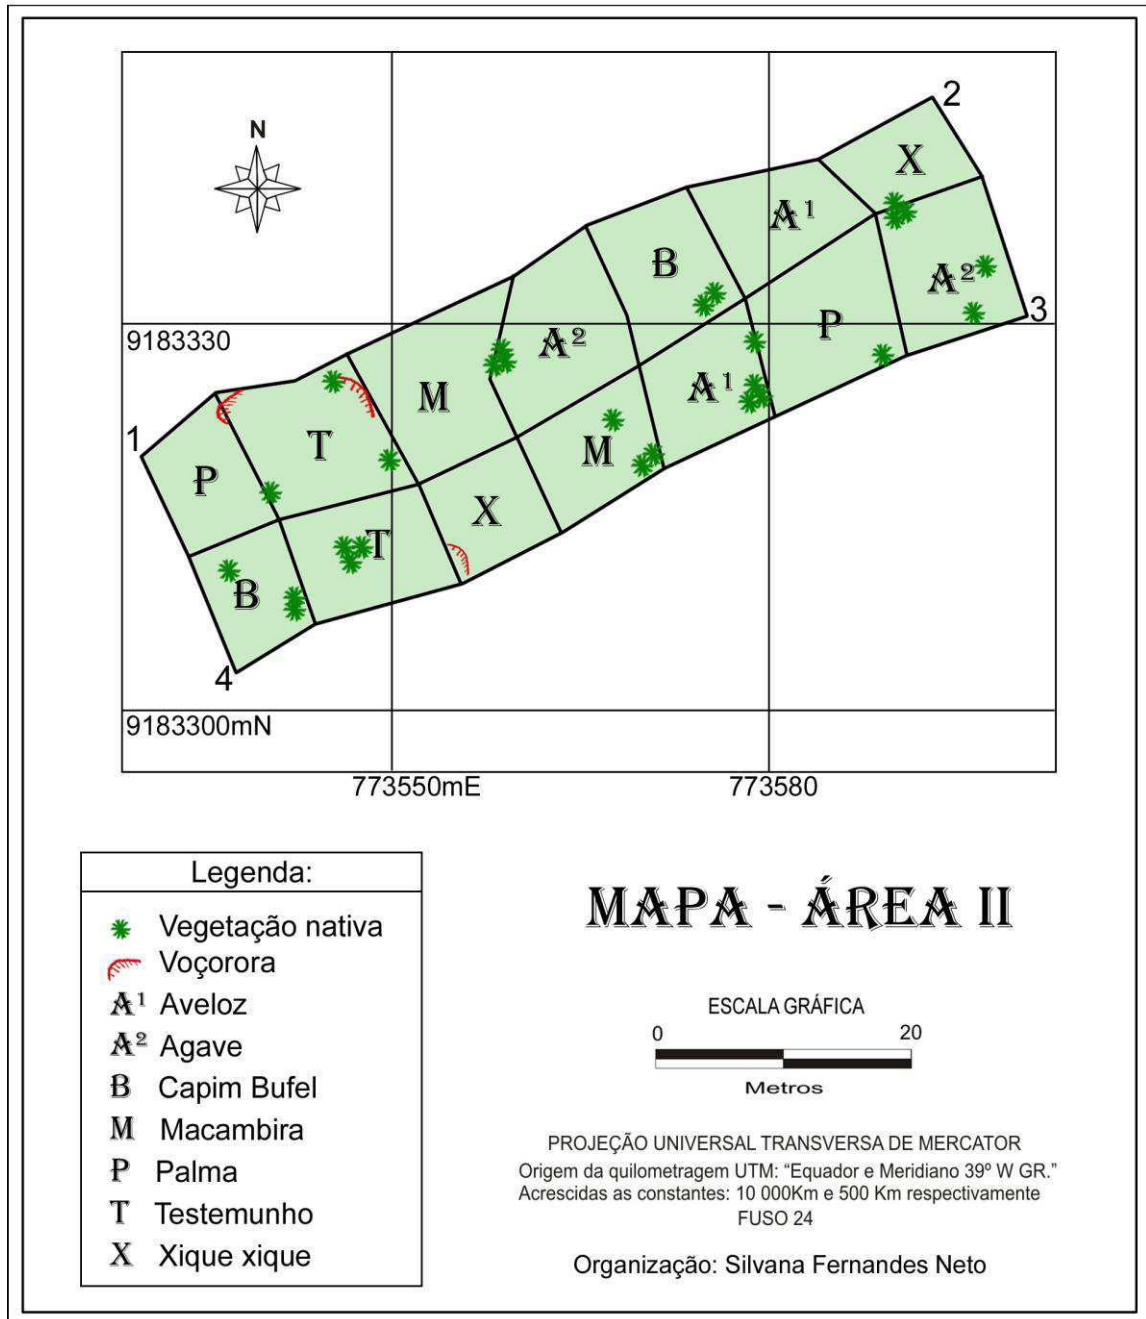 N
2
X
A¹
B
A²
3
9183330
P
A²
M
A¹
T
M
1
P
X
T
B
4
9183300mN
773550mE
773580
Legenda:
Vegetação nativa
Voçorora
A¹ Aveloz
A² Agave
B Capim Bufel
M Macambira
P Palma
T Testemunho
X Xique xique
MAPA - ÁREA II
ESCALA GRÁFICA
0 20
Metros
PROJEÇÃO UNIVERSAL TRANSVERSA DE MERCATOR
Origem da quilometragem UTM: “Equador e Meridiano 39º W GR.”
Acrescidas as constantes: 10 000Km e 500 Km respectivamente
FUSO 24
Organização: Silvana Fernandes Neto